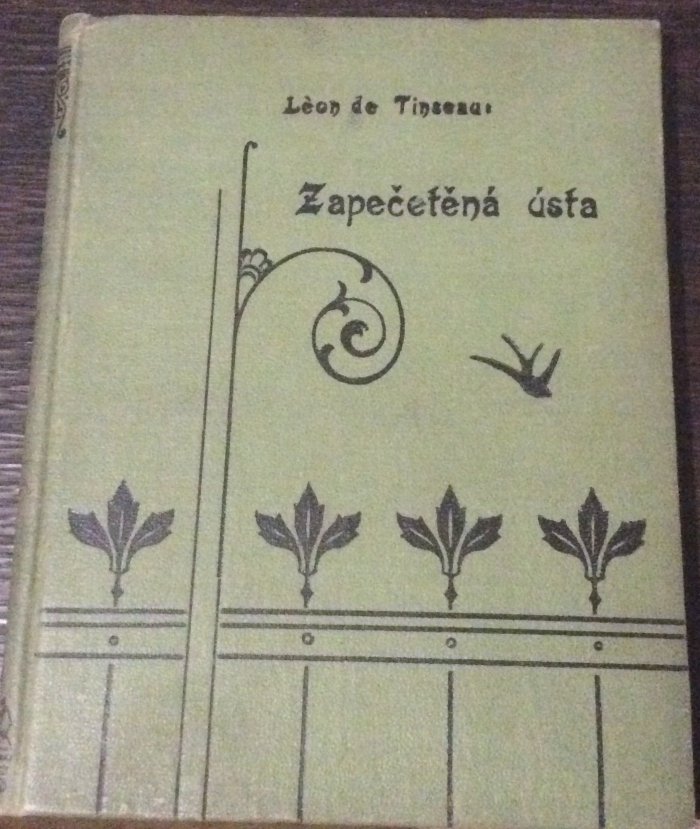 Lèon de Tinseau:
Zapečetěná ústa